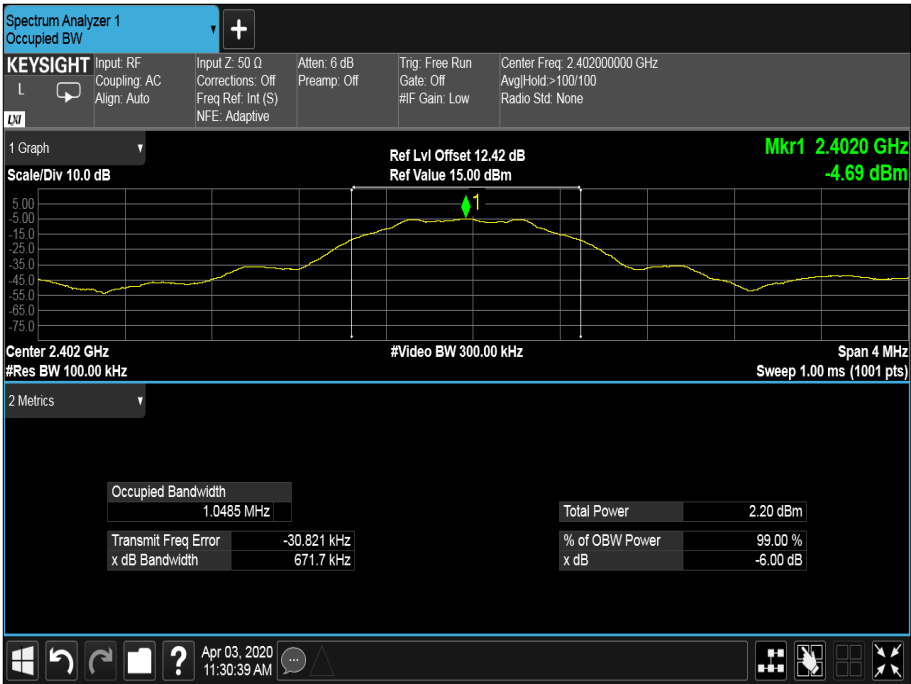 Spectrum Analyzer 1
Occupied BW
+
KEYSIGHT
L
LXI
Input: RF
Coupling: AC
Align: Auto
Input Z: 50 Ω
Corrections: Off
Freq Ref: Int (S)
NFE: Adaptive
Atten: 6 dB
Preamp: Off
Trig: Free Run
Gate: Off
#IF Gain: Low
Center Freq: 2.402000000 GHz
Avg|Hold:>100/100
Radio Std: None
1 Graph
Scale/Div 10.0 dB
Ref Lvl Offset 12.42 dB
Ref Value 15.00 dBm
Mkr1 2.4020 GHz
-4.69 dBm
1
5.00
-5.00
-15.0
-25.0
-35.0
-45.0
-55.0
-65.0
-75.0
Center 2.402 GHz
#Res BW 100.00 kHz
#Video BW 300.00 kHz
Span 4 MHz
Sweep 1.00 ms (1001 pts)
2 Metrics
Occupied Bandwidth
1.0485 MHz
Transmit Freq Error -30.821 kHz
x dB Bandwidth 671.7 kHz
Total Power 2.20 dBm
% of OBW Power 99.00 %
x dB -6.00 dB
?
Apr 03, 2020
11:30:39 AM